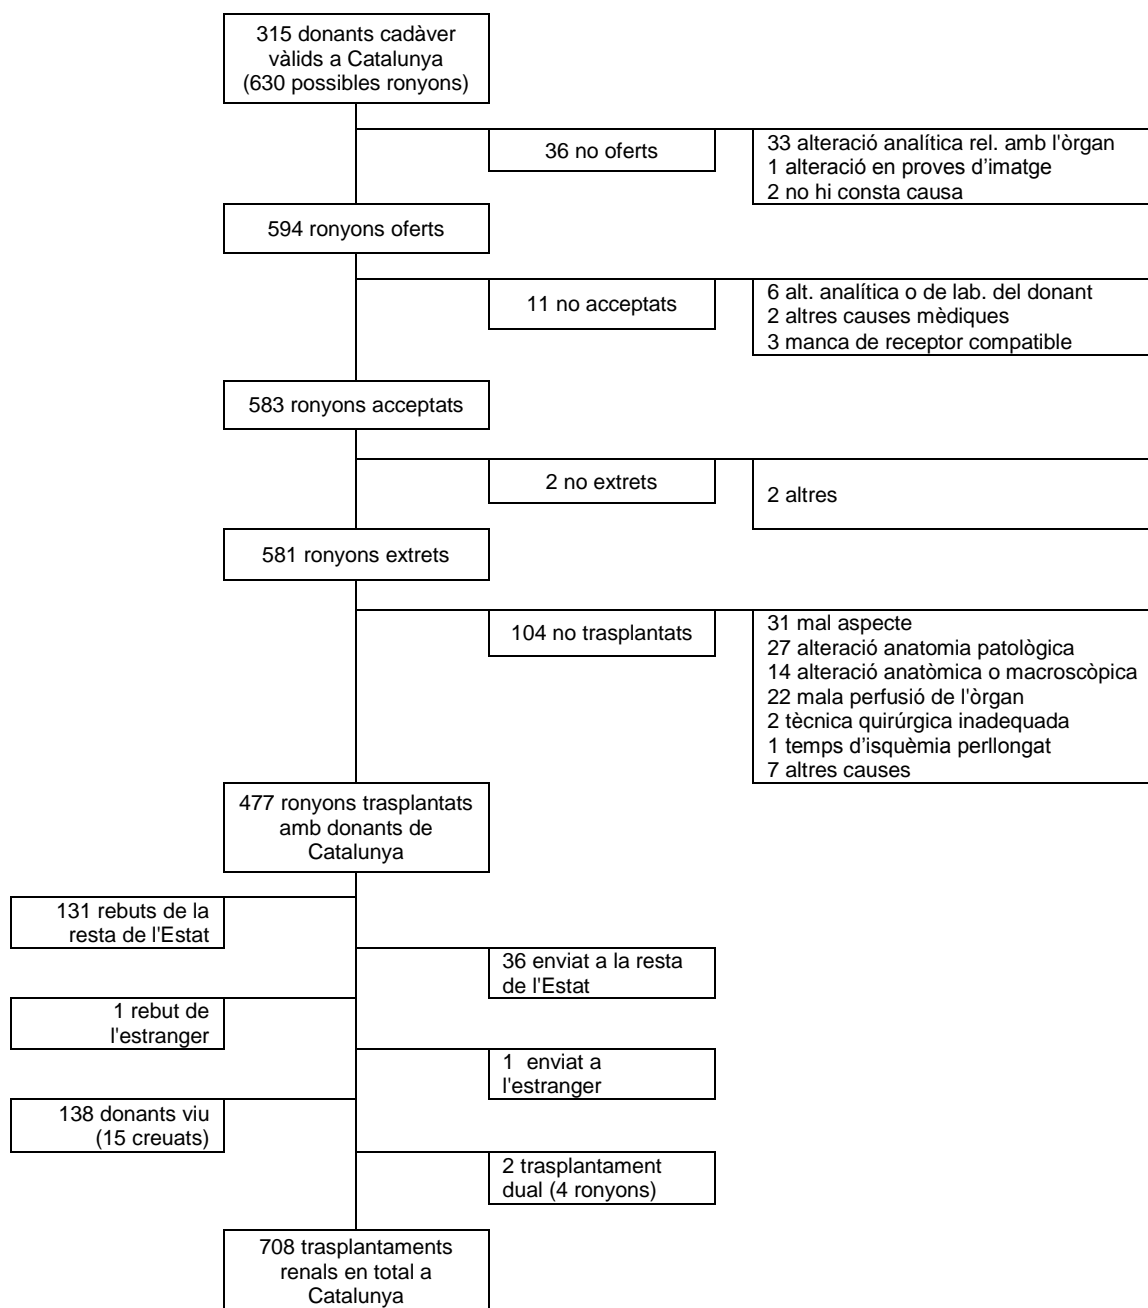 315 donants cadàver
vàlids a Catalunya
(630 possibles ronyons)
36 no oferts
33 alteració analítica rel. amb l'òrgan
1 alteració en proves d’imatge
2 no hi consta causa
594 ronyons oferts
11 no acceptats
6 alt. analítica o de lab. del donant
2 altres causes mèdiques
3 manca de receptor compatible
583 ronyons acceptats
2 no extrets
2 altres
581 ronyons extrets
104 no trasplantats
31 mal aspecte
27 alteració anatomia patològica
14 alteració anatòmica o macroscòpica
22 mala perfusió de l'òrgan
2 tècnica quirúrgica inadequada
1 temps d’isquèmia perllongat
7 altres causes
477 ronyons trasplantats
amb donants de
Catalunya
131 rebuts de la
resta de l'Estat
36 enviat a la resta
de l'Estat
1 rebut de
l'estranger
1 enviat a
l'estranger
138 donants viu
(15 creuats)
2 trasplantament
dual (4 ronyons)
708 trasplantaments
renals en total a
Catalunya